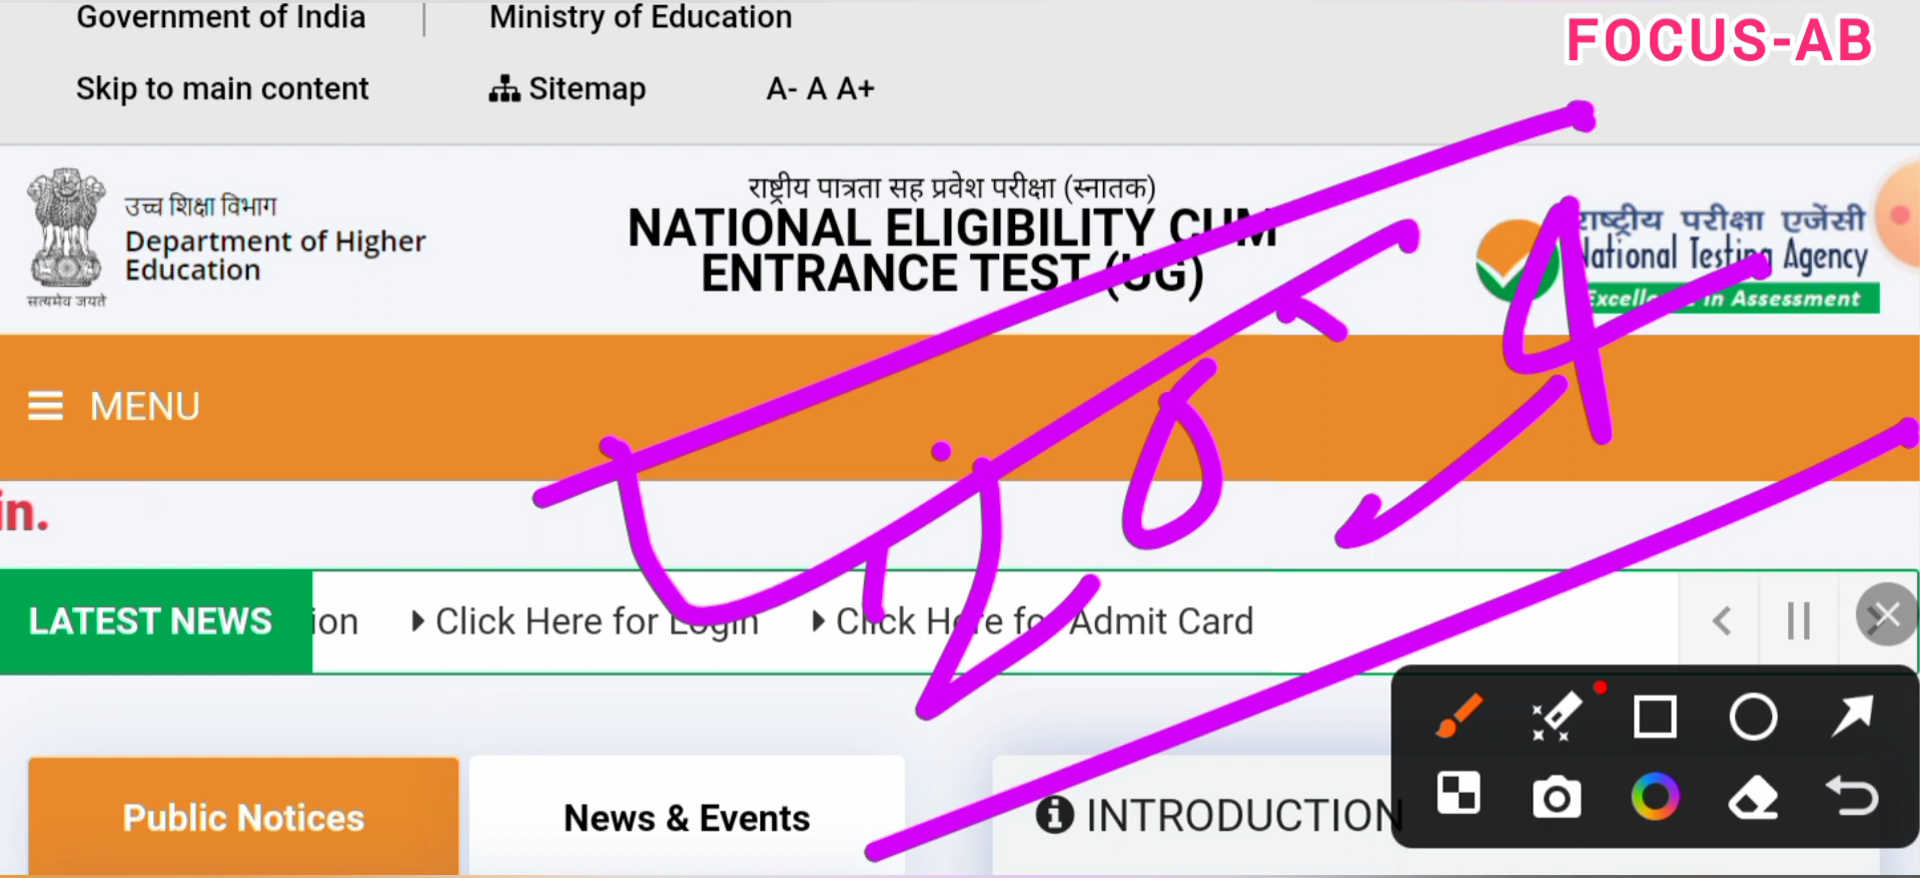 Government of India | Ministry of Education
FOCUS-AB
Skip to main content Sitemap A- A A+
उच्च शिक्षा विभाग
Department of Higher
Education
सत्यमेव जयते
राष्ट्रीय पात्रता सह प्रवेश परीक्षा (स्नातक)
NATIONAL ELIGIBILITY CUM
ENTRANCE TEST (UG)
राष्ट्रीय परीक्षा एजेंसी
National Testing Agency
Excellence in Assessment
MENU
in.
LATEST NEWS ion Click Here for Login Click Here for Admit Card
Public Notices News & Events INTRODUCTION